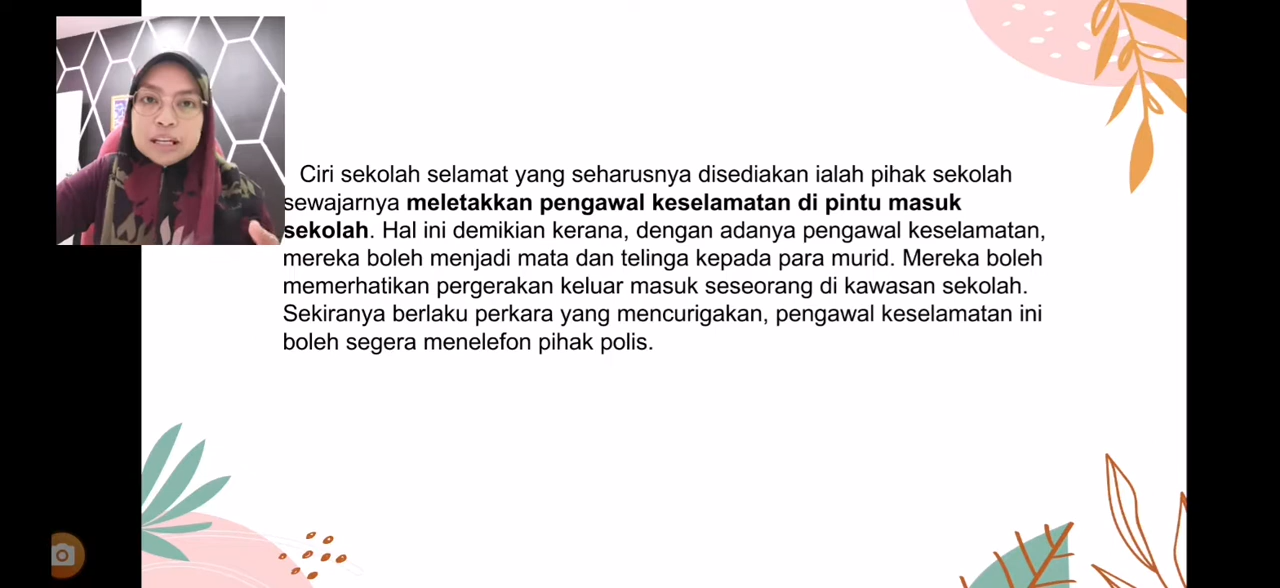 Ciri sekolah selamat yang seharusnya disediakan ialah pihak sekolah
sewajarnya meletakkan pengawal keselamatan di pintu masuk
sekolah. Hal ini demikian kerana, dengan adanya pengawal keselamatan,
mereka boleh menjadi mata dan telinga kepada para murid. Mereka boleh
memerhatikan pergerakan keluar masuk seseorang di kawasan sekolah.
Sekiranya berlaku perkara yang mencurigakan, pengawal keselamatan ini
boleh segera menelefon pihak polis.